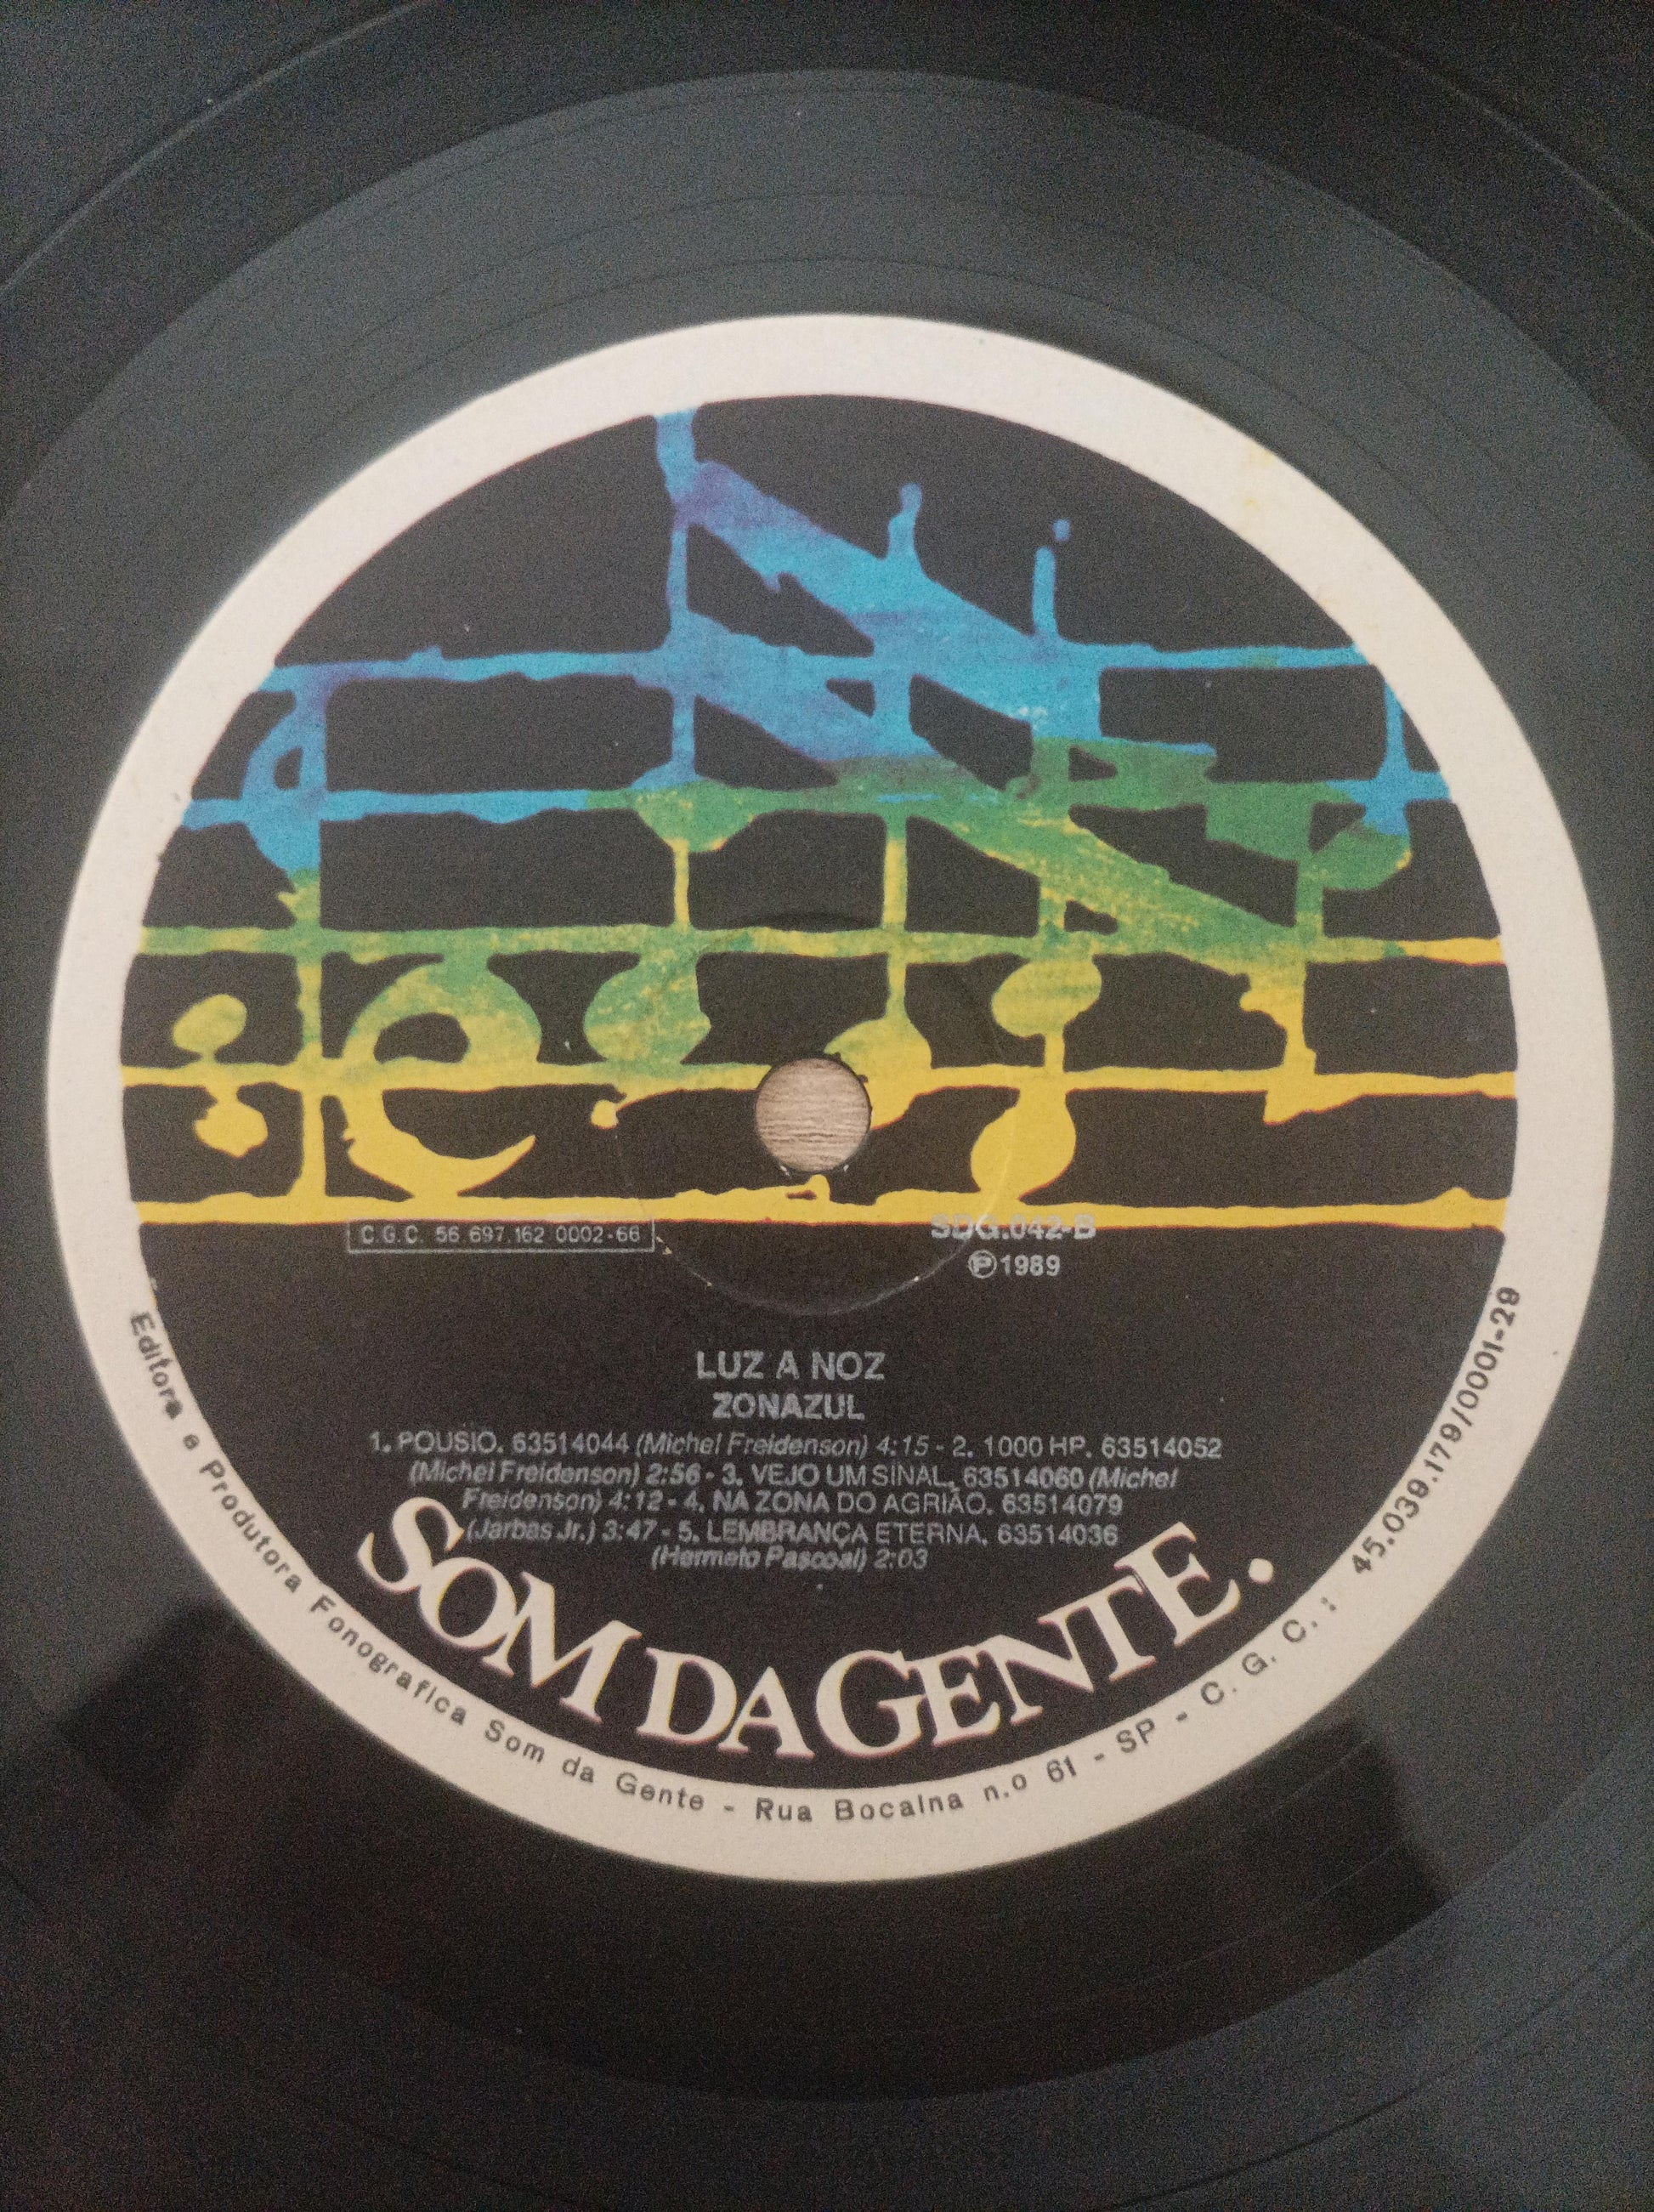 C.G.C. 56.697.162 0002-66
SDG.042-B
Ⓟ1989
LUZ A NOZ
ZONAZUL
1. POUSIO. 63514044 (Michel Freidenson) 4:15 - 2. 1000 HP. 63514052
(Michel Freidenson) 2:56 - 3. VEJO UM SINAL. 63514060 (Michel
Freidenson) 4:12 - 4. NA ZONA DO AGRIÃO. 63514079
(Jarbas Jr.) 3:47 - 5. LEMBRANÇA ETERNA. 63514036
(Hermeto Pascoal) 2:03
SOM DA GENTE.
Editora e Produtora Fonografica Som da Gente - Rua Bocaina n.o 61 - SP - C. G. C. : 45.039.179/0001-29